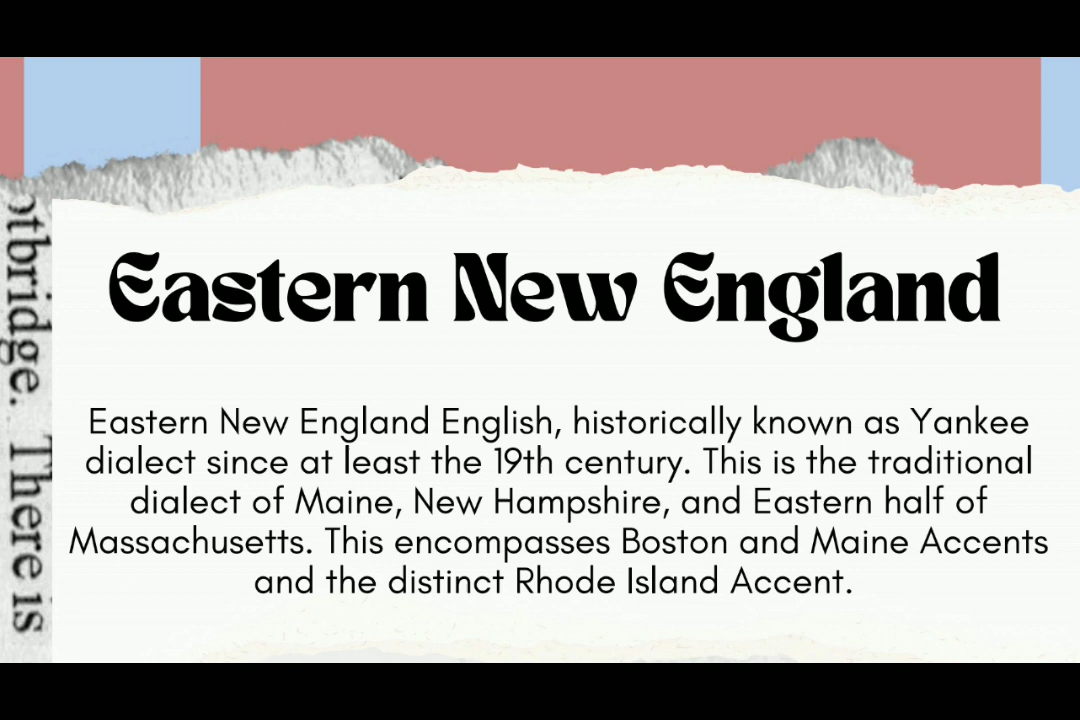 Eastern New England
Eastern New England English, historically known as Yankee
dialect since at least the 19th century. This is the traditional
dialect of Maine, New Hampshire, and Eastern half of
Massachusetts. This encompasses Boston and Maine Accents
and the distinct Rhode Island Accent.
otbridge. There is